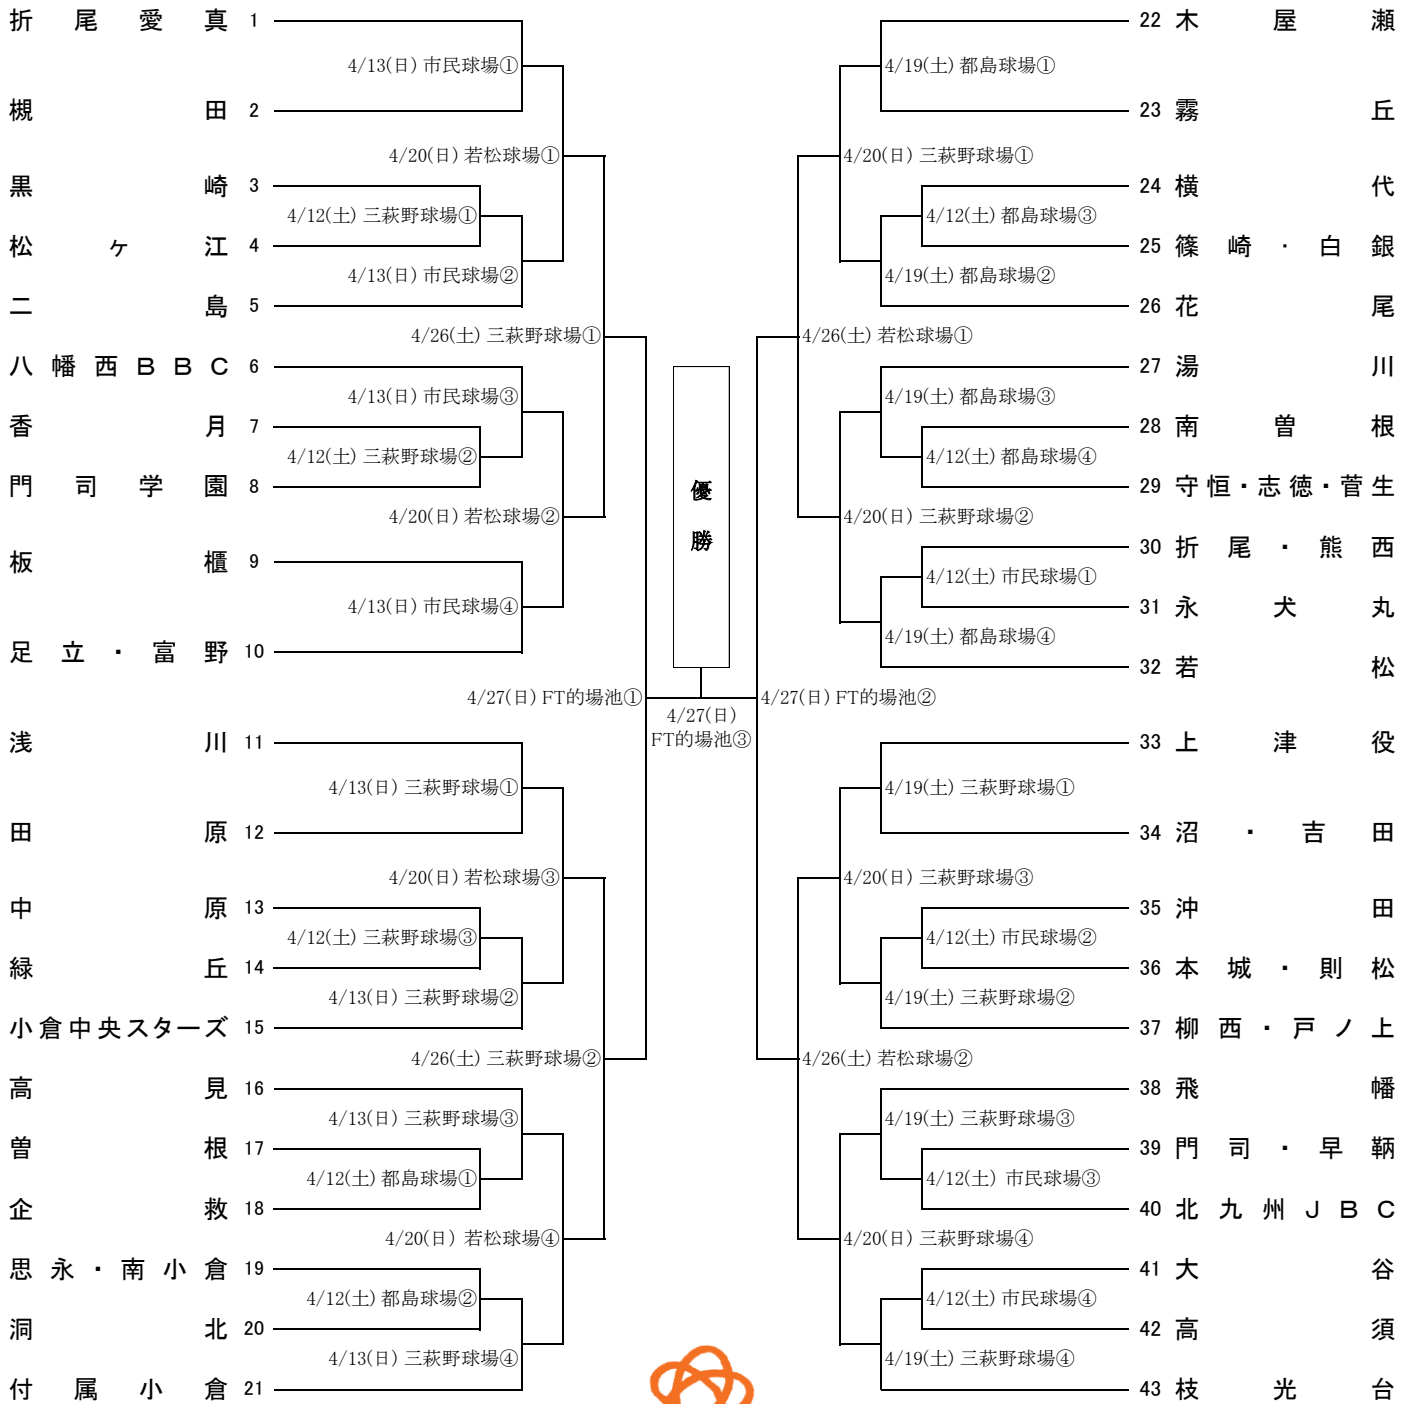 折尾愛真 1
4/13(日) 市民球場①
槻田 2
4/20(日) 若松球場①
黒崎 3
4/12(土) 三萩野球場①
松ヶ江 4
4/13(日) 市民球場②
二島 5
4/26(土) 三萩野球場①
八幡西BBC 6
4/13(日) 市民球場③
香月 7
4/12(土) 三萩野球場②
門司学園 8
4/20(日) 若松球場②
板櫃 9
4/13(日) 市民球場④
足立・富野 10
4/27(日) FT的場池①
浅川 11
4/13(日) 三萩野球場①
田原 12
4/20(日) 若松球場③
中原 13
4/12(土) 三萩野球場③
緑丘 14
4/13(日) 三萩野球場②
小倉中央スターズ 15
4/26(土) 三萩野球場②
高見 16
4/13(日) 三萩野球場③
曽根 17
4/12(土) 都島球場①
企救 18
4/20(日) 若松球場④
思永・南小倉 19
4/12(土) 都島球場②
洞北 20
4/13(日) 三萩野球場④
付属小倉 21
優勝
4/27(日)
FT的場池③
22 木屋瀬
4/19(土) 都島球場①
23 霧丘
4/20(日) 三萩野球場①
24 横代
4/12(土) 都島球場③
25 篠崎・白銀
4/19(土) 都島球場②
26 花尾
4/26(土) 若松球場①
27 湯川
4/19(土) 都島球場③
28 南曽根
4/12(土) 都島球場④
29 守恒・志徳・菅生
4/20(日) 三萩野球場②
30 折尾・熊西
4/12(土) 市民球場①
31 永犬丸
4/19(土) 都島球場④
32 若松
4/27(日) FT的場池②
33 上津役
4/19(土) 三萩野球場①
34 沼・吉田
4/20(日) 三萩野球場③
35 沖田
4/12(土) 市民球場②
36 本城・則松
4/19(土) 三萩野球場②
37 柳西・戸ノ上
4/26(土) 若松球場②
38 飛幡
4/19(土) 三萩野球場③
39 門司・早鞆
4/12(土) 市民球場③
40 北九州JBC
4/20(日) 三萩野球場④
41 大谷
4/12(土) 市民球場④
42 高須
4/19(土) 三萩野球場④
43 枝光台